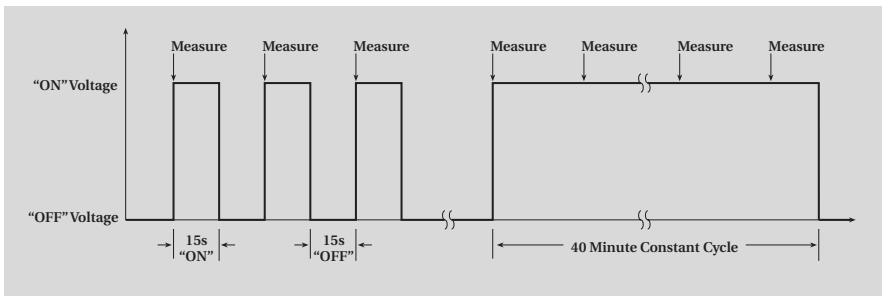 Measure Measure Measure Measure Measure Measure Measure
“ON” Voltage
“OFF” Voltage
15s 15s
“ON” “OFF” 40 Minute Constant Cycle